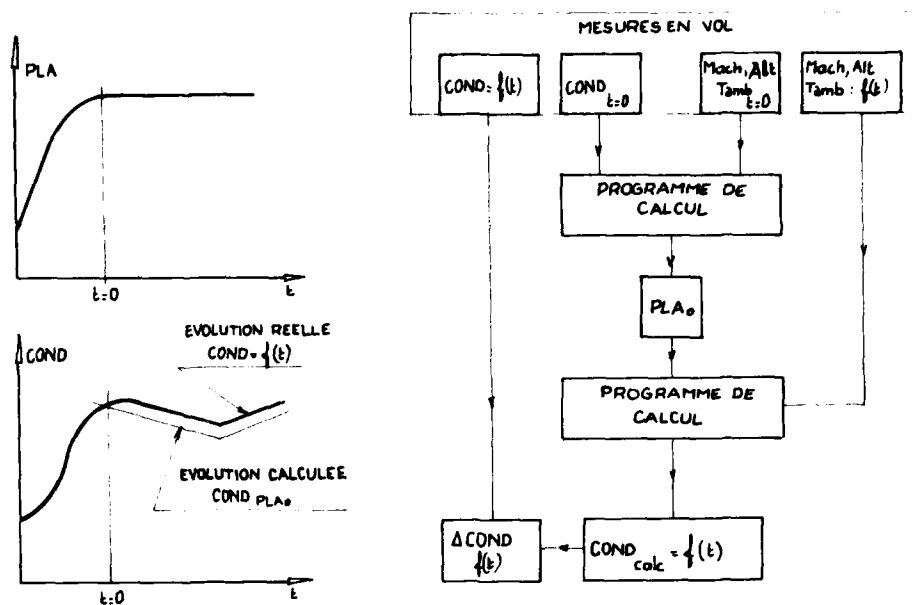 PLA
t=0
t
COND
EVOLUTION REELLE
COND = f(t)
EVOLUTION CALCULEE
COND PLA₀
t=0
t
MESURES EN VOL
COND = f(t)
COND t=0
Mach, Alt
Tamb t=0
Mach, Alt
Tamb : f(t)
PROGRAMME DE
CALCUL
PLA₀
PROGRAMME DE
CALCUL
Δ COND
f(t)
COND calc = f(t)